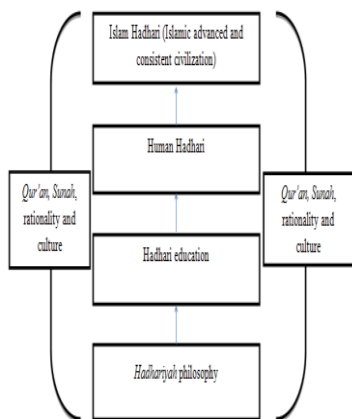 Islam Hadhari (Islamic advanced and
consistent civilization)
Human Hadhari
Qur'an, Sunah,
rationality and
culture
Qur'an, Sunah,
rationality and
culture
Hadhari education
Hadhariyah philosophy